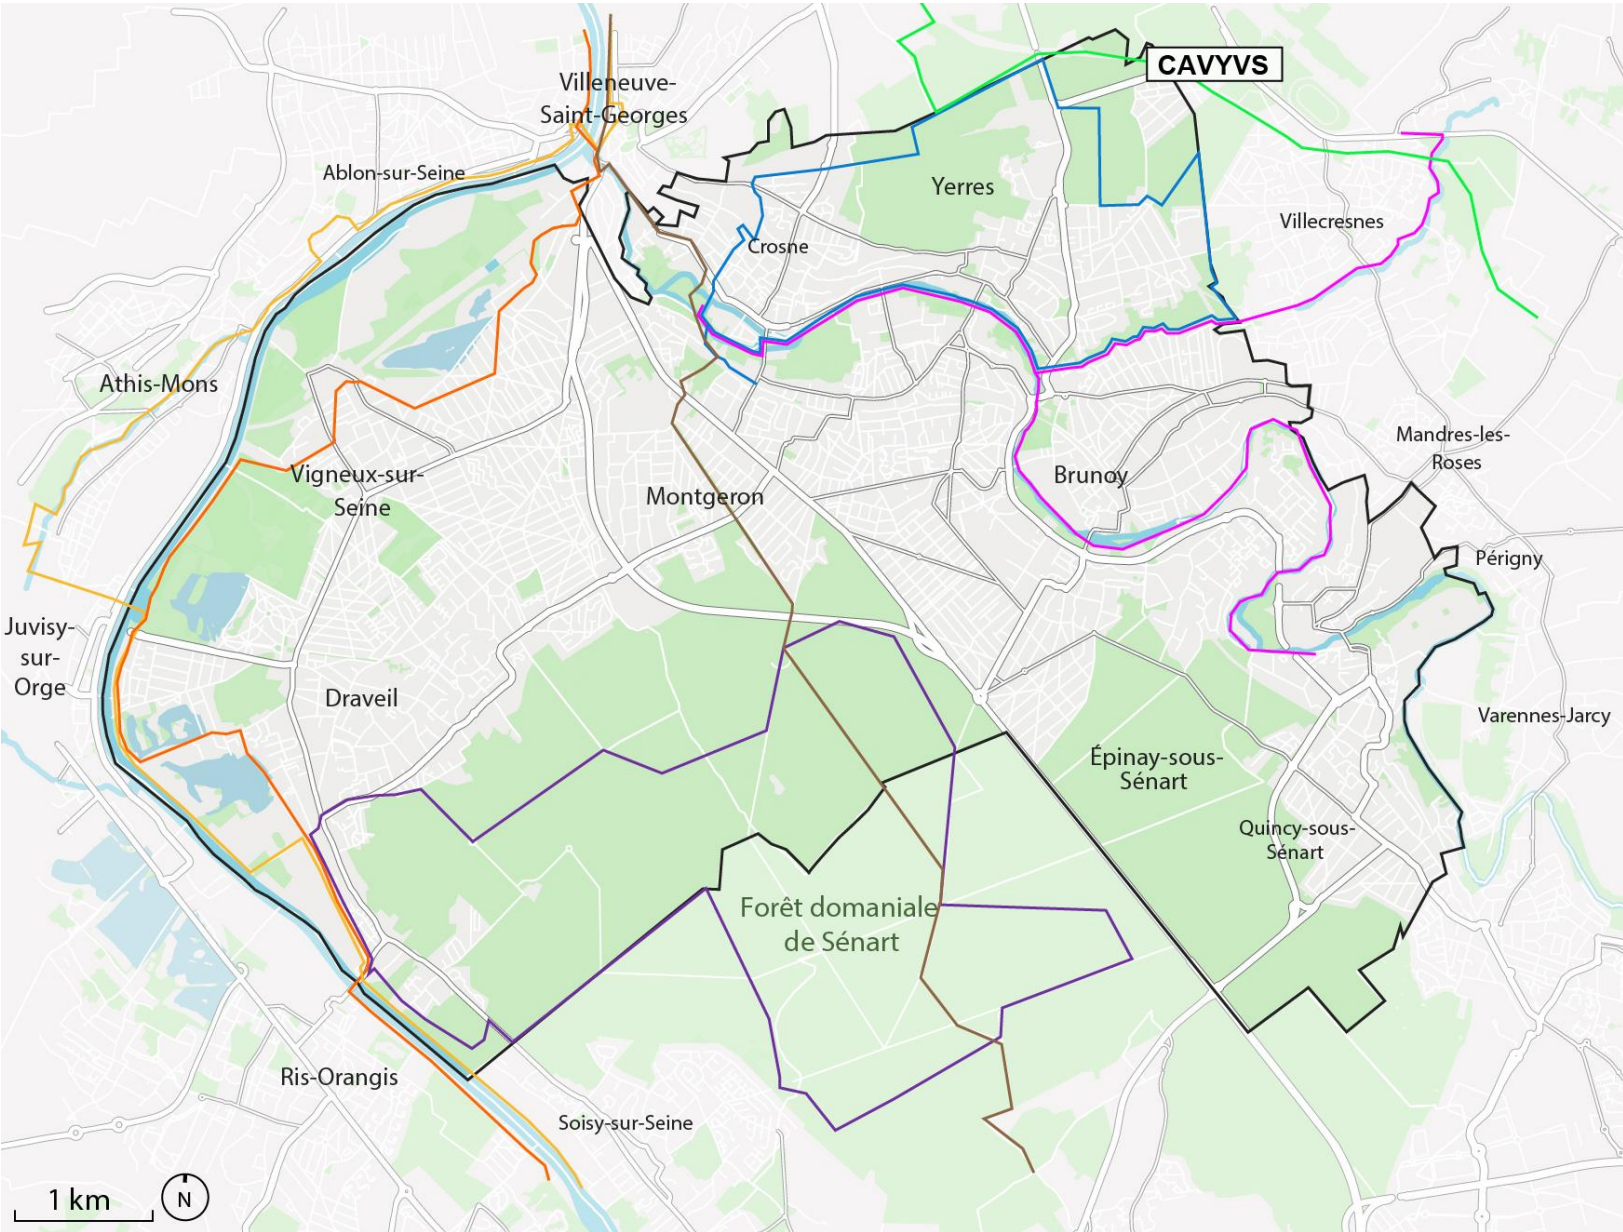 CAVYVS
Villeneuve-
Saint-Georges
Ablon-sur-Seine
Yerres
Villecresnes
Crosne
Athis-Mons
Mandres-les-
Roses
Vigneux-sur-
Seine
Montgeron
Brunoy
Périgny
Juvisy-
sur-
Orge
Draveil
Varennes-Jarcy
Épinay-sous-
Sénart
Quincy-sous-
Sénart
Forêt domaniale
de Sénart
Ris-Orangis
Soisy-sur-Seine
1 km
N